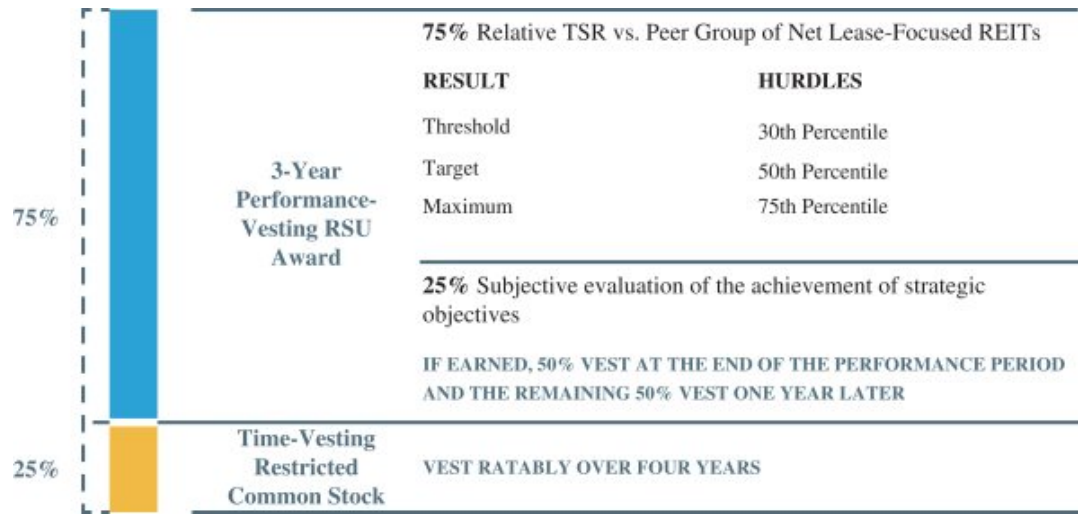 75%
3-Year
Performance-
Vesting RSU
Award
75% Relative TSR vs. Peer Group of Net Lease-Focused REITs
RESULT HURDLES
Threshold 30th Percentile
Target 50th Percentile
Maximum 75th Percentile
25% Subjective evaluation of the achievement of strategic
objectives
IF EARNED, 50% VEST AT THE END OF THE PERFORMANCE PERIOD
AND THE REMAINING 50% VEST ONE YEAR LATER
25%
Time-Vesting
Restricted
Common Stock
VEST RATABLY OVER FOUR YEARS